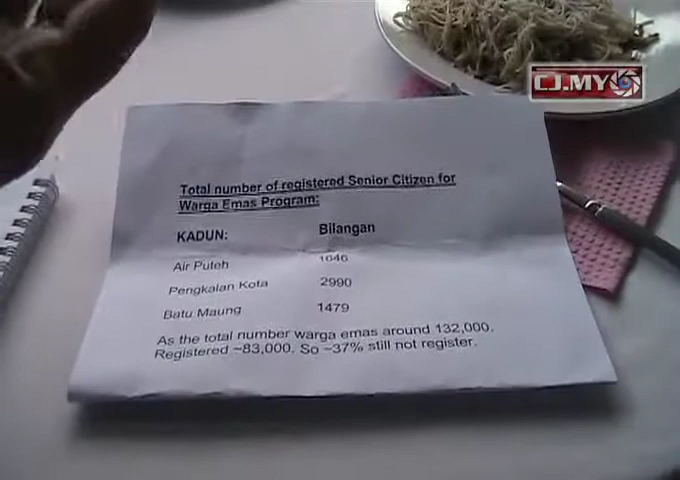 CJ.MY
Total number of registered Senior Citizen for
Warga Emas Program:
KADUN: Bilangan
Air Puteh 1046
Pengkalan Kota 2990
Batu Maung 1479
As the total number warga emas around 132,000.
Registered ~83,000. So ~37% still not register.